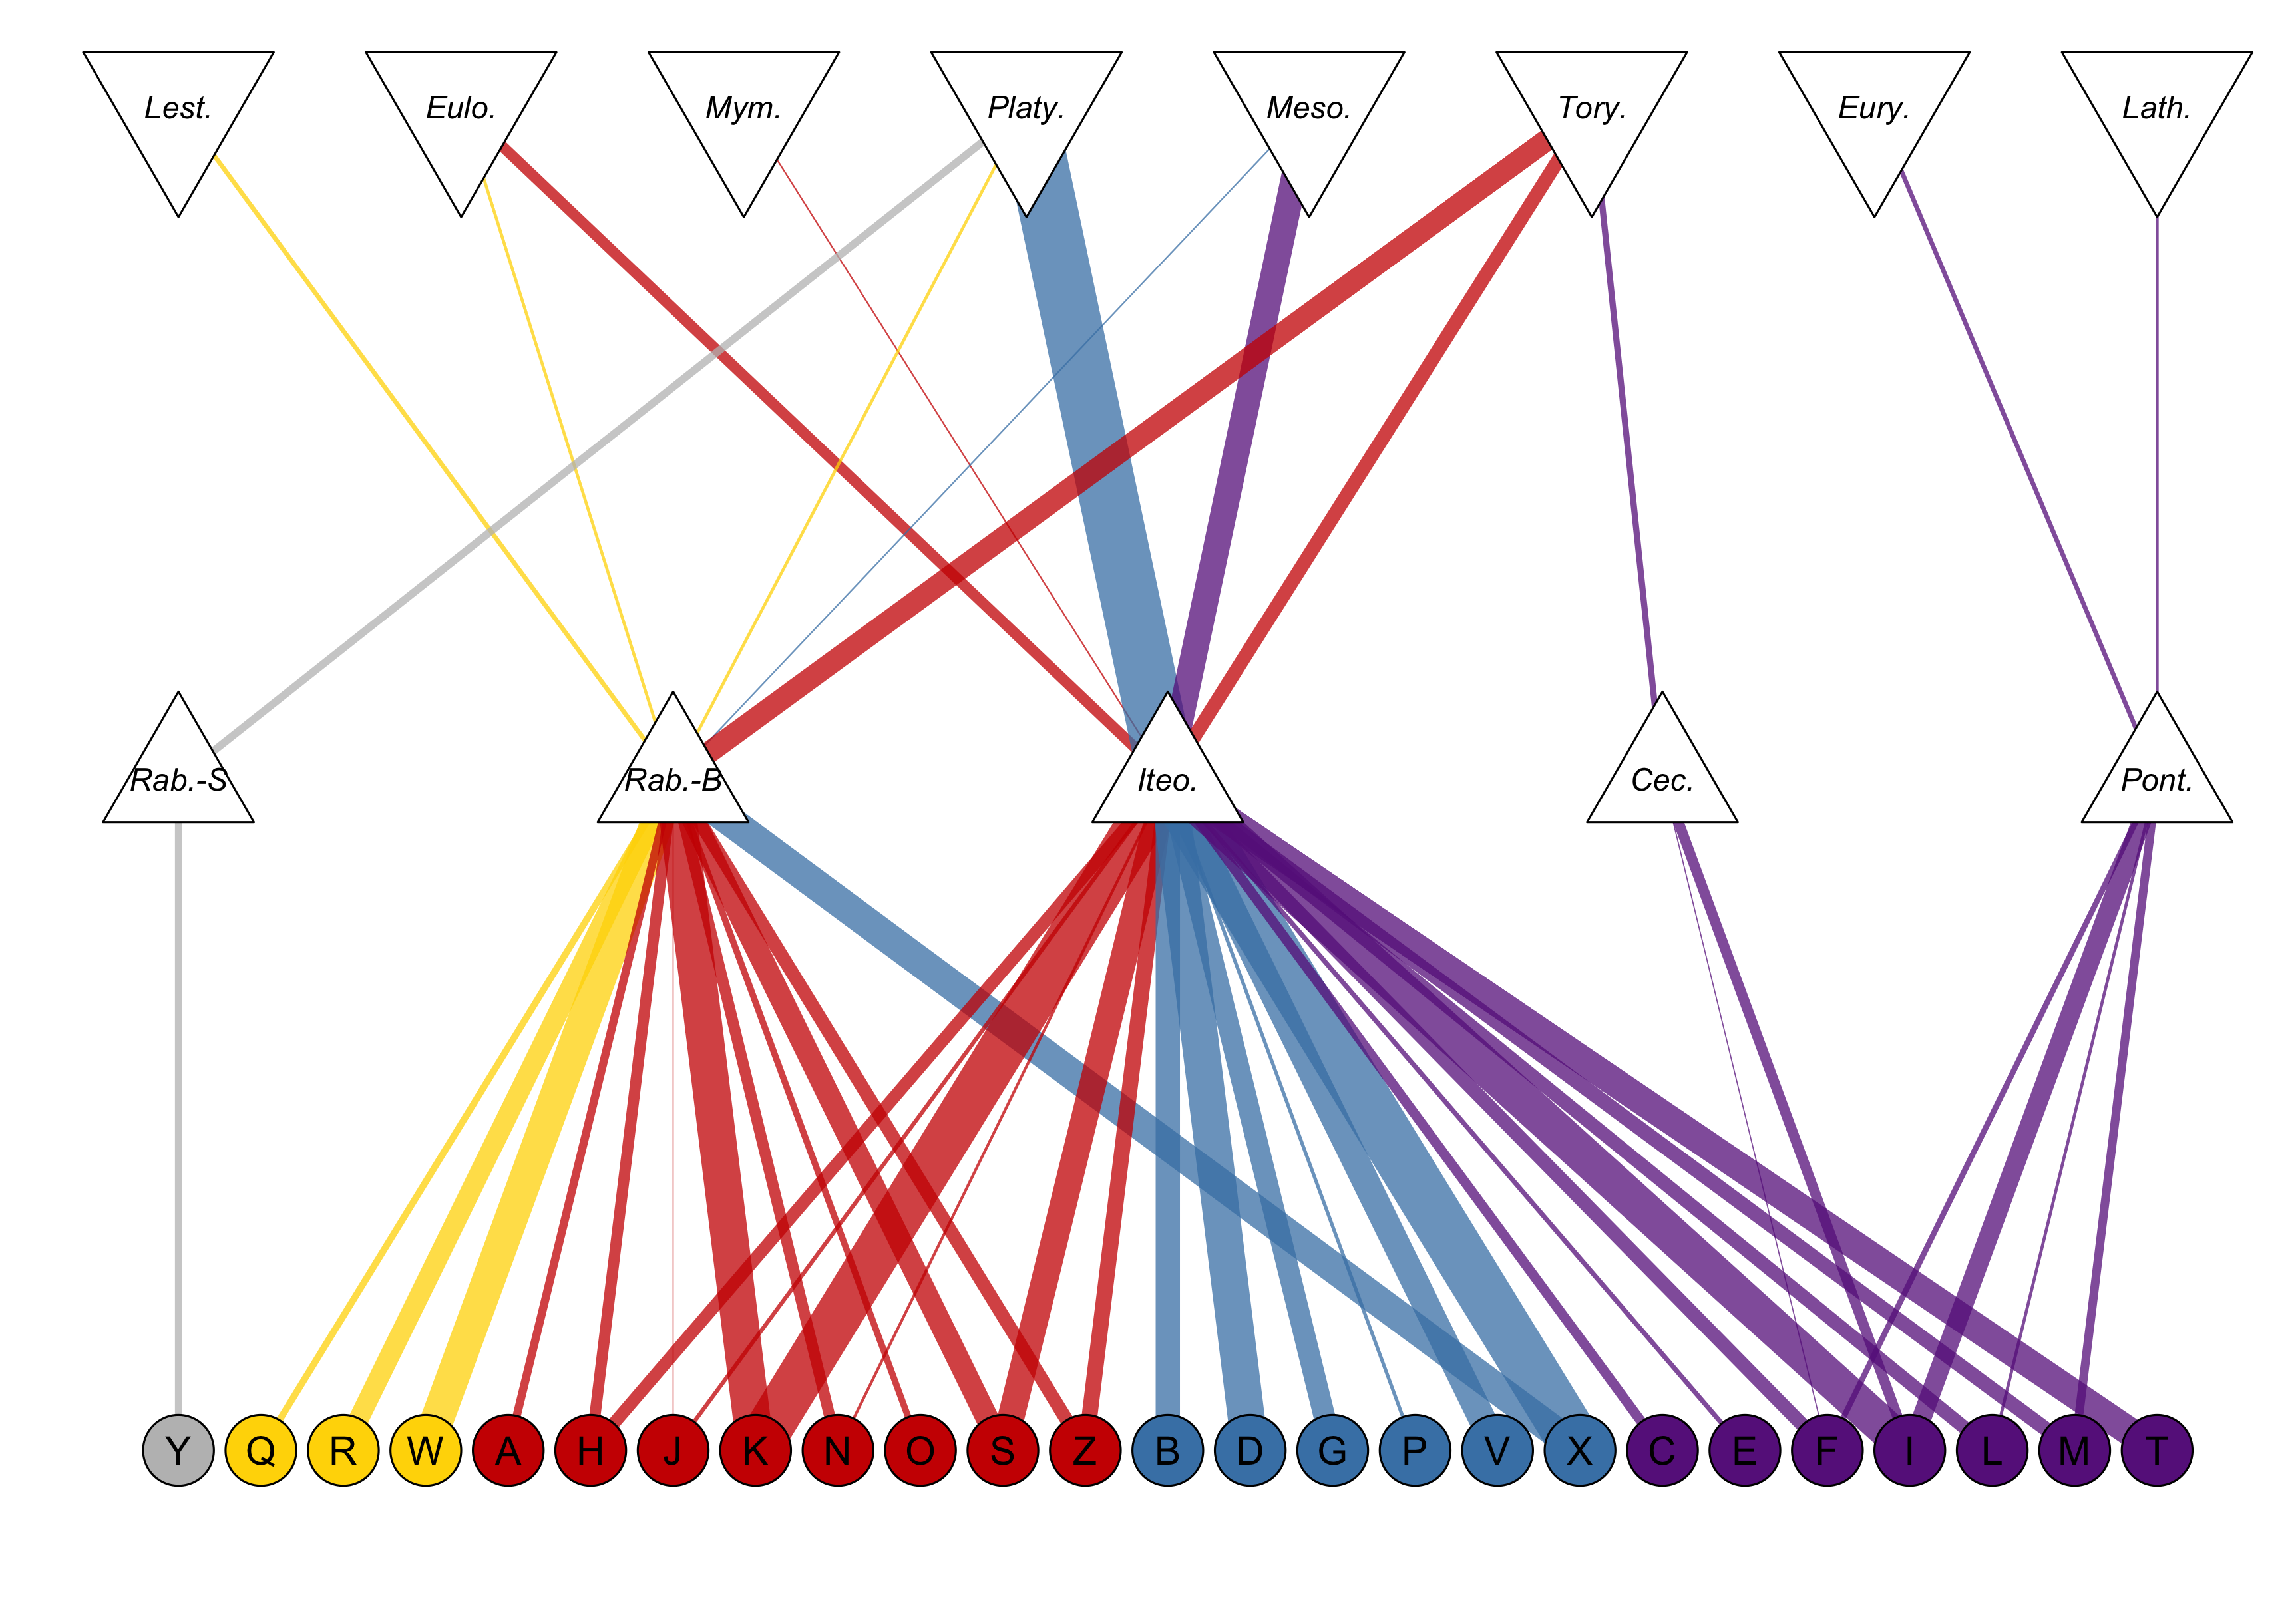 Lest. Eulo. Mym. Platy. Meso. Tory. Eury. Lath.
Rab.-S Rab.-B Iteo. Cec. Pont.
Y Q R W A H J K N O S Z B D G P V X C E F I L M T